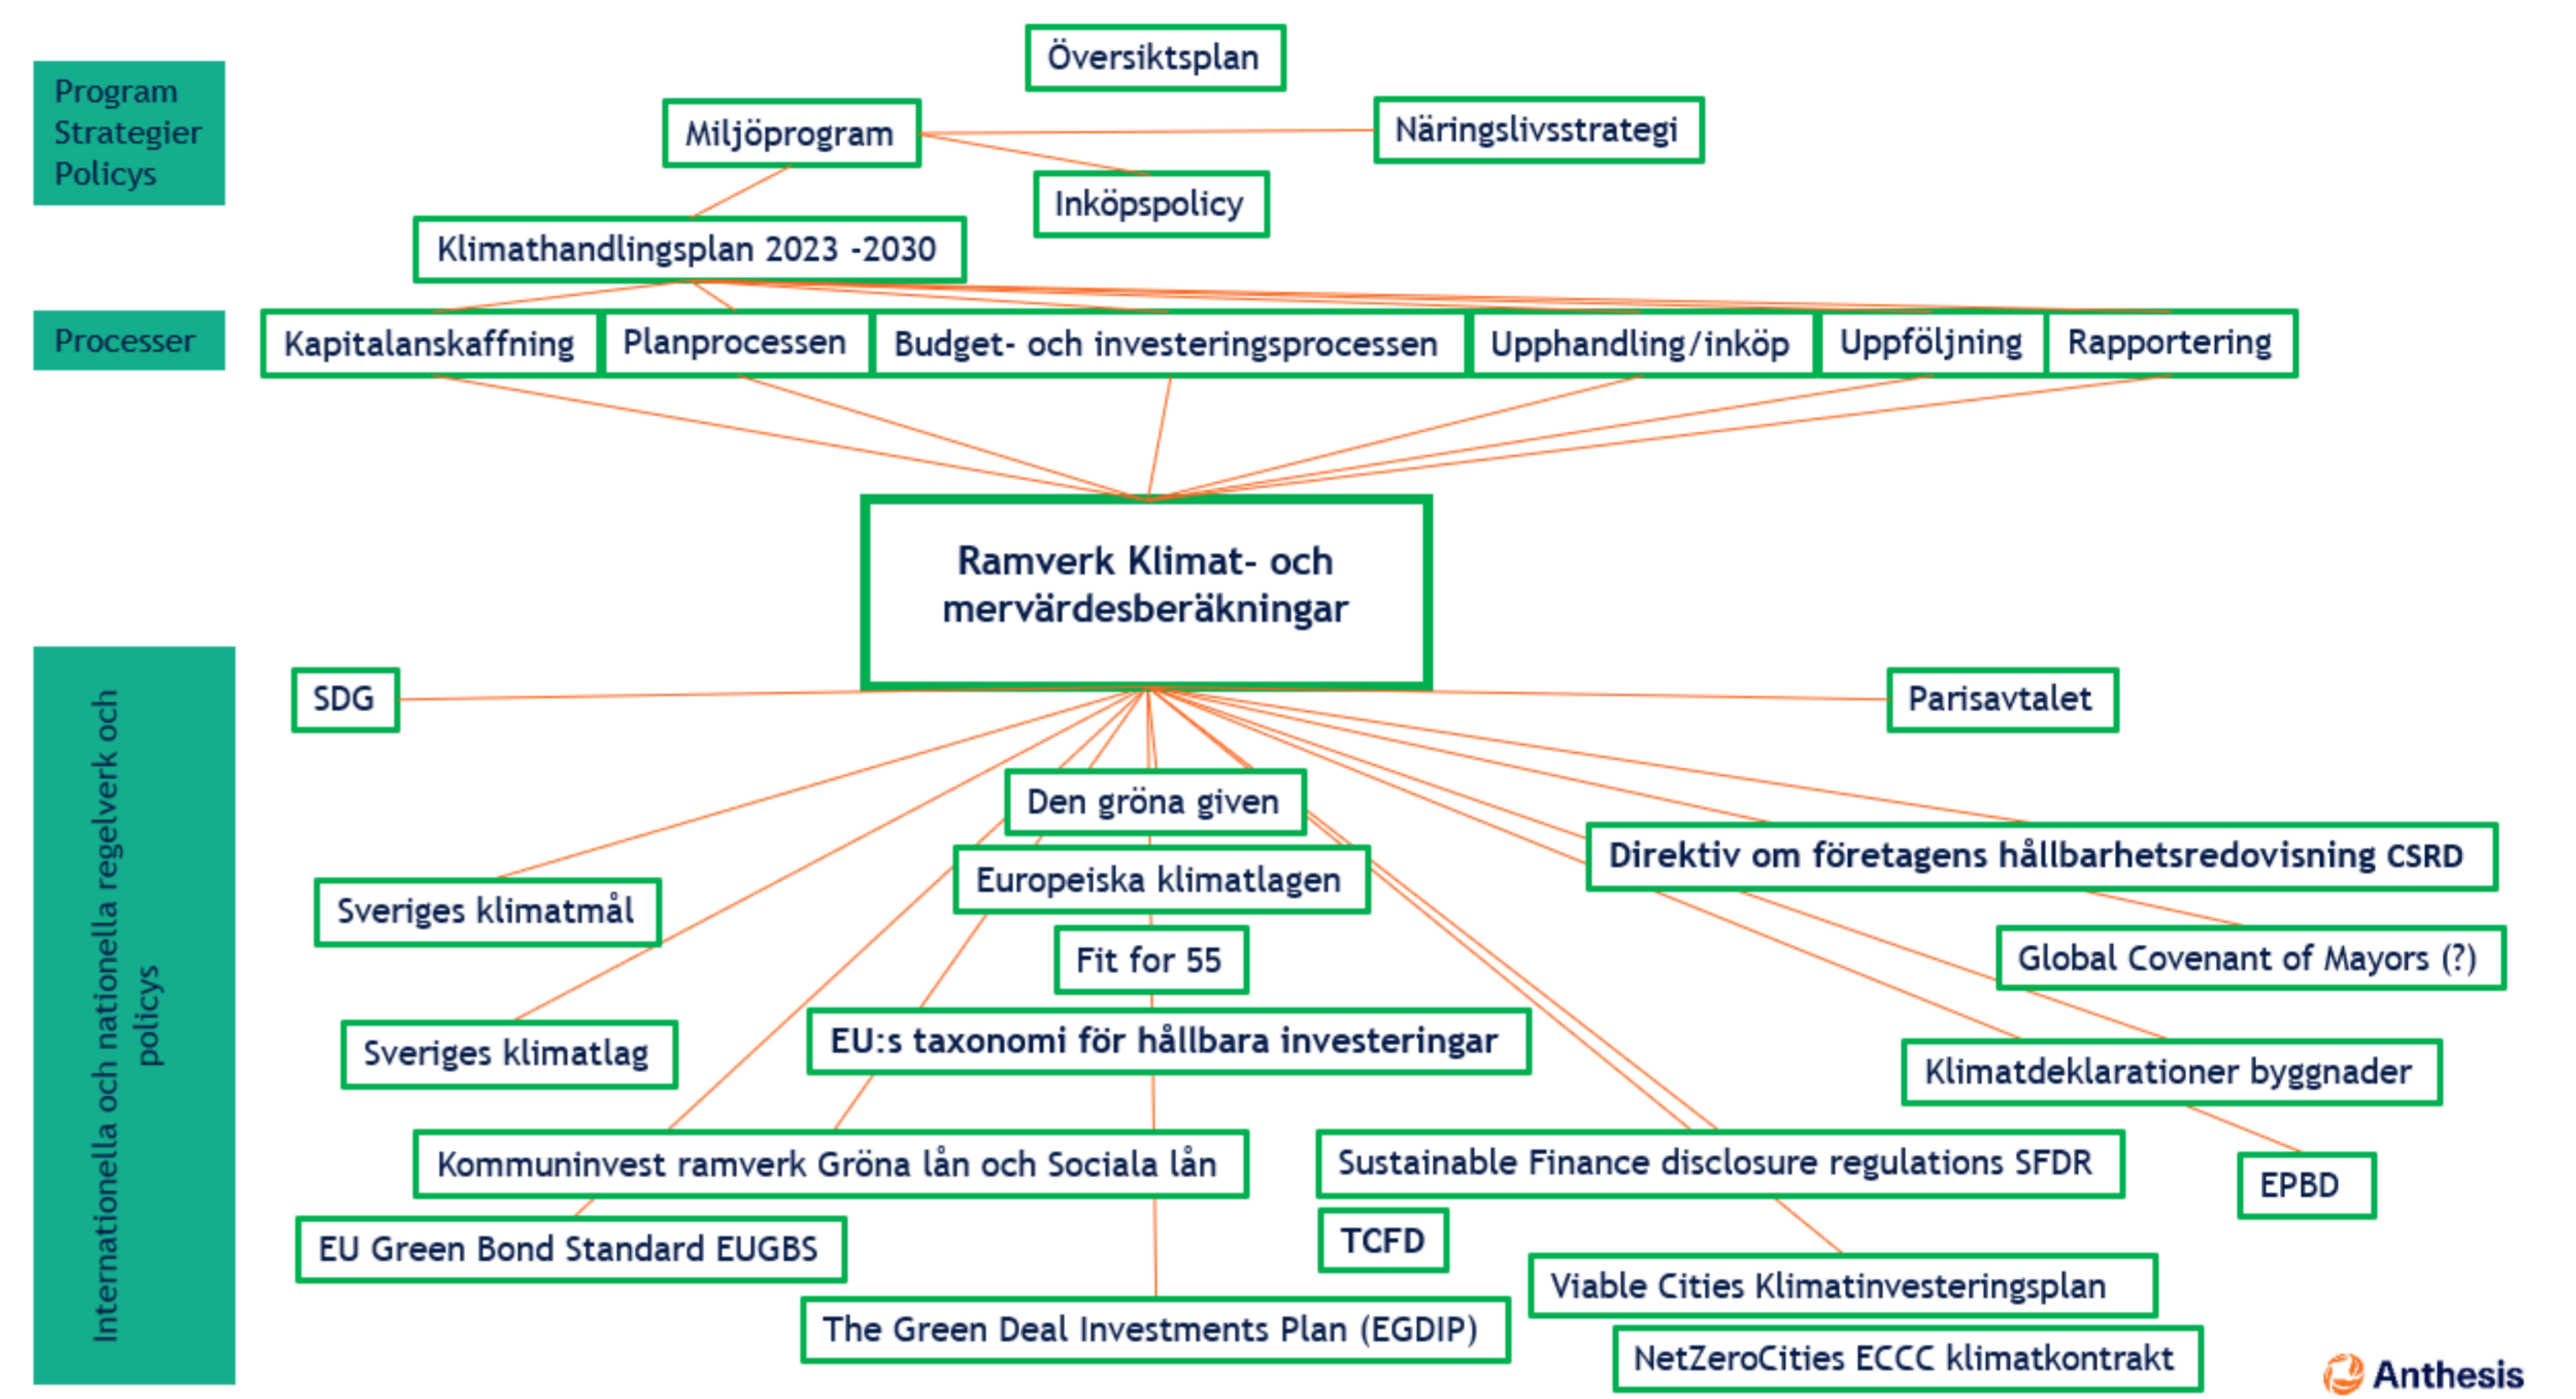 Översiktsplan
Program
Strategier
Policys
Miljöprogram
Näringslivsstrategi
Inköpspolicy
Klimathandlingsplan 2023 -2030
Processer
Kapitalanskaffning
Planprocessen
Budget- och investeringsprocessen
Upphandling/inköp
Uppföljning
Rapportering
Ramverk Klimat- och
mervärdesberäkningar
Internationella och nationella regelverk och
policys
SDG
Parisavtalet
Den gröna given
Direktiv om företagens hållbarhetsredovisning CSRD
Europeiska klimatlagen
Sveriges klimatmål
Fit for 55
Global Covenant of Mayors (?)
EU:s taxonomi för hållbara investeringar
Sveriges klimatlag
Klimatdeklarationer byggnader
Kommuninvest ramverk Gröna lån och Sociala lån
Sustainable Finance disclosure regulations SFDR
EPBD
TCFD
EU Green Bond Standard EUGBS
Viable Cities Klimatinvesteringsplan
The Green Deal Investments Plan (EGDIP)
NetZeroCities ECCC klimatkontrakt
Anthesis